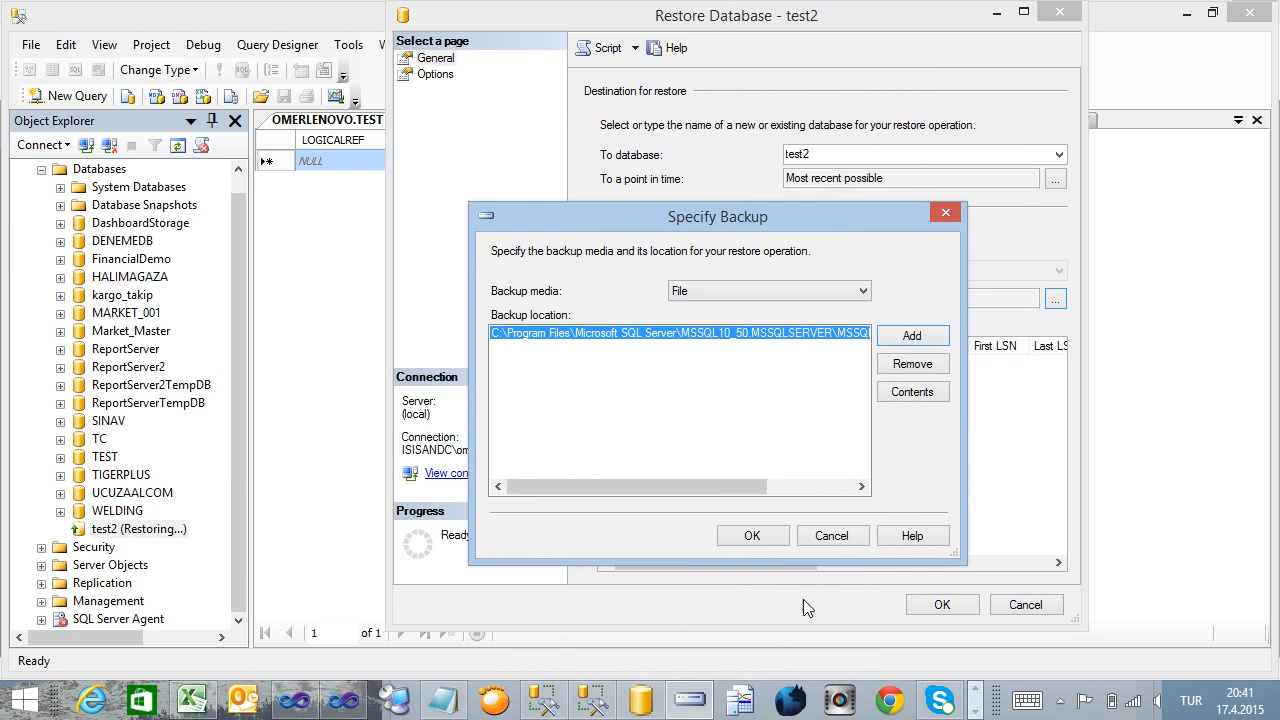 Restore Database - test2
File Edit View Project Debug Query Designer Tools
Change Type
New Query
Object Explorer
Connect
Databases
System Databases
Database Snapshots
DashboardStorage
DENEMEDB
FinancialDemo
HALIMAGAZA
kargo_takip
MARKET_001
Market_Master
ReportServer
ReportServer2
ReportServer2TempDB
ReportServerTempDB
SINAV
TC
TEST
TIGERPLUS
UCUZAALCOM
WELDING
test2 (Restoring...)
Security
Server Objects
Replication
Management
SQL Server Agent
OMERLENOVO.TEST
LOGICALREF
NULL
1 of 1
Select a page
General
Options
Connection
Server:
(local)
Connection:
ISISANDC\om
View con
Progress
Ready
Script Help
Destination for restore
Select or type the name of a new or existing database for your restore operation.
To database: test2
To a point in time: Most recent possible
...
...
First LSN Last LS
OK Cancel
Specify Backup
Specify the backup media and its location for your restore operation.
Backup media: File
Backup location:
C:\Program Files\Microsoft SQL Server\MSSQL10_50.MSSQLSERVER\MSSQL
Add
Remove
Contents
OK Cancel Help
Ready
TUR
20:41
17.4.2015